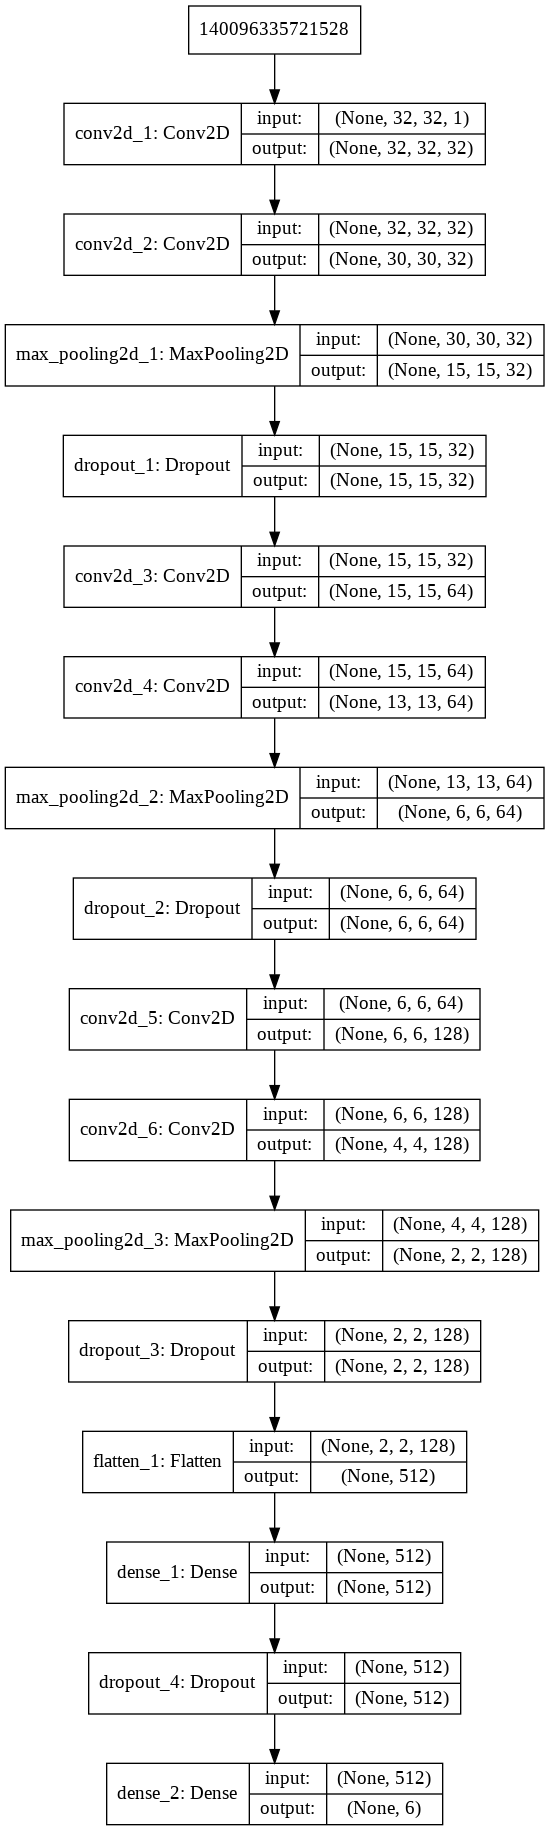 140096335721528
conv2d_1: Conv2D
input: (None, 32, 32, 1)
output: (None, 32, 32, 32)
conv2d_2: Conv2D
input: (None, 32, 32, 32)
output: (None, 30, 30, 32)
max_pooling2d_1: MaxPooling2D
input: (None, 30, 30, 32)
output: (None, 15, 15, 32)
dropout_1: Dropout
input: (None, 15, 15, 32)
output: (None, 15, 15, 32)
conv2d_3: Conv2D
input: (None, 15, 15, 32)
output: (None, 15, 15, 64)
conv2d_4: Conv2D
input: (None, 15, 15, 64)
output: (None, 13, 13, 64)
max_pooling2d_2: MaxPooling2D
input: (None, 13, 13, 64)
output: (None, 6, 6, 64)
dropout_2: Dropout
input: (None, 6, 6, 64)
output: (None, 6, 6, 64)
conv2d_5: Conv2D
input: (None, 6, 6, 64)
output: (None, 6, 6, 128)
conv2d_6: Conv2D
input: (None, 6, 6, 128)
output: (None, 4, 4, 128)
max_pooling2d_3: MaxPooling2D
input: (None, 4, 4, 128)
output: (None, 2, 2, 128)
dropout_3: Dropout
input: (None, 2, 2, 128)
output: (None, 2, 2, 128)
flatten_1: Flatten
input: (None, 2, 2, 128)
output: (None, 512)
dense_1: Dense
input: (None, 512)
output: (None, 512)
dropout_4: Dropout
input: (None, 512)
output: (None, 512)
dense_2: Dense
input: (None, 512)
output: (None, 6)